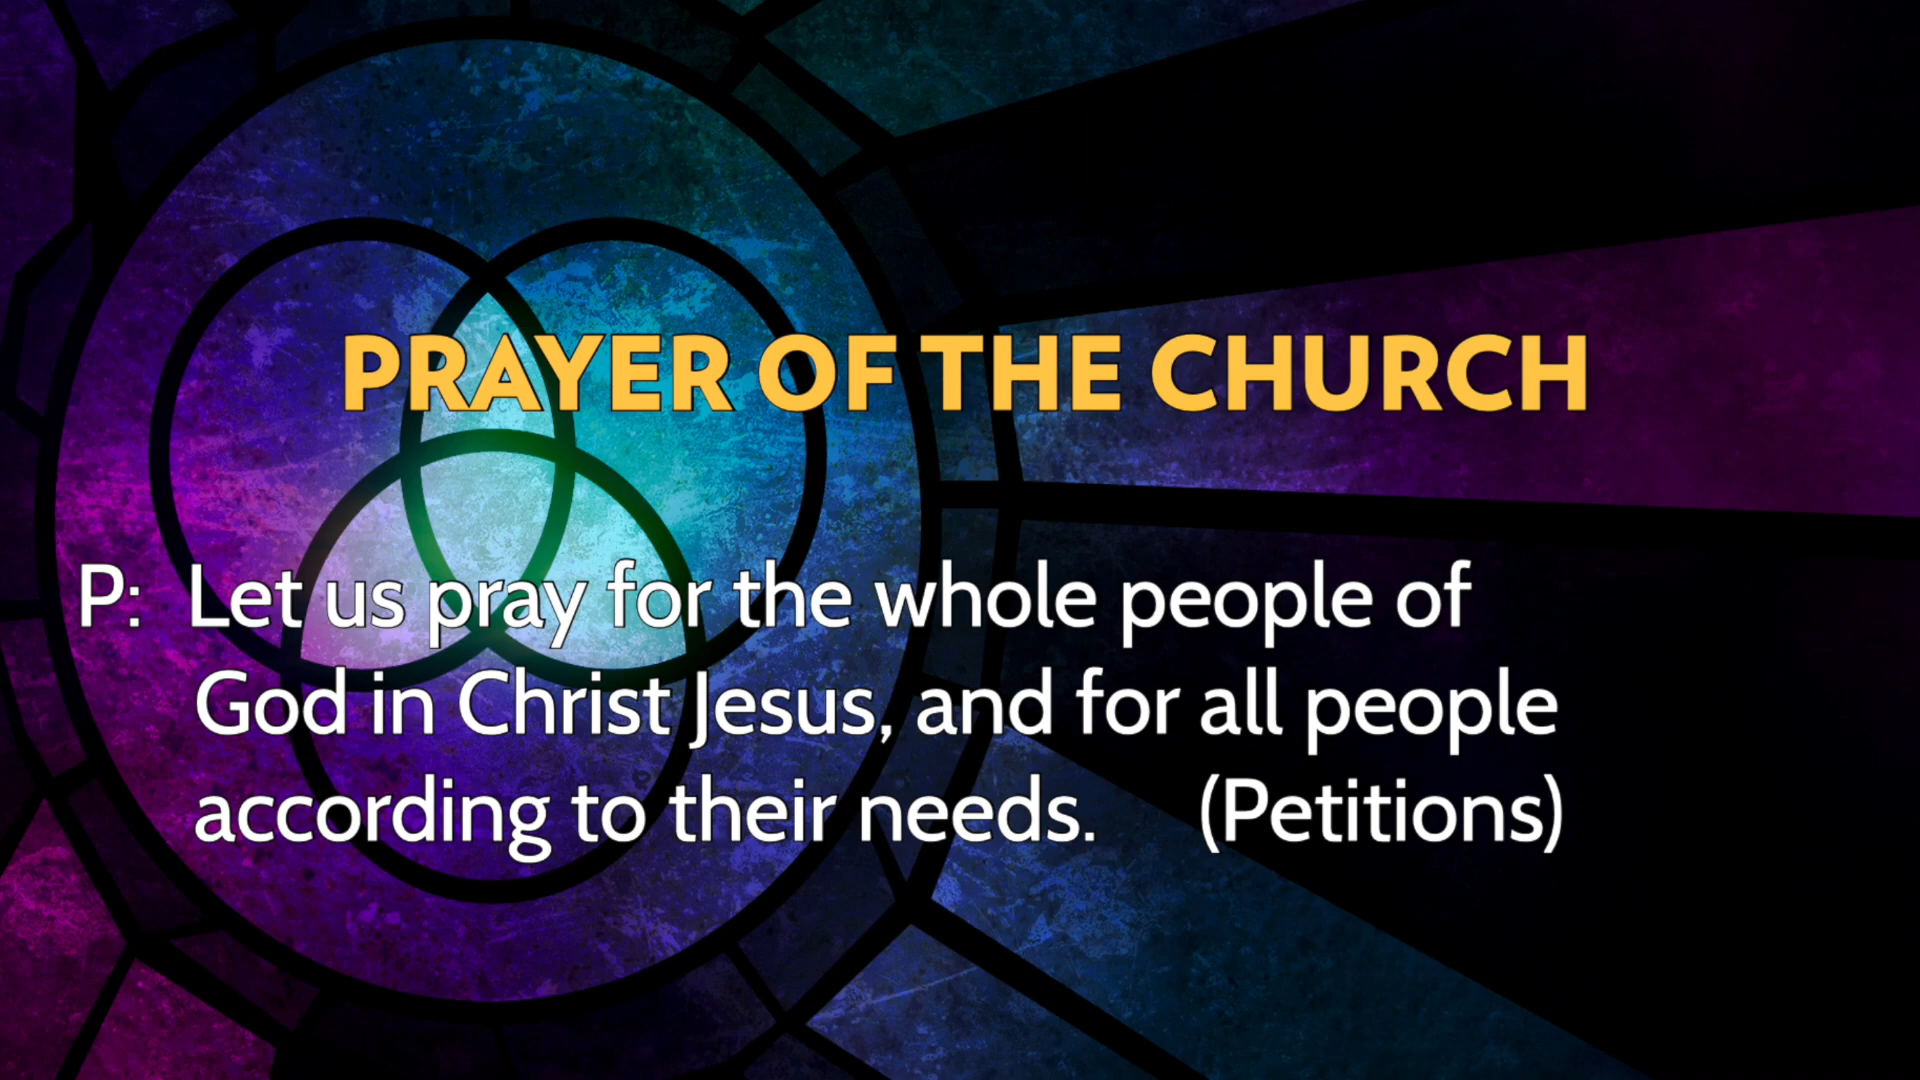 PRAYER OF THE CHURCH
P: Let us pray for the whole people of
God in Christ Jesus, and for all people
according to their needs. (Petitions)